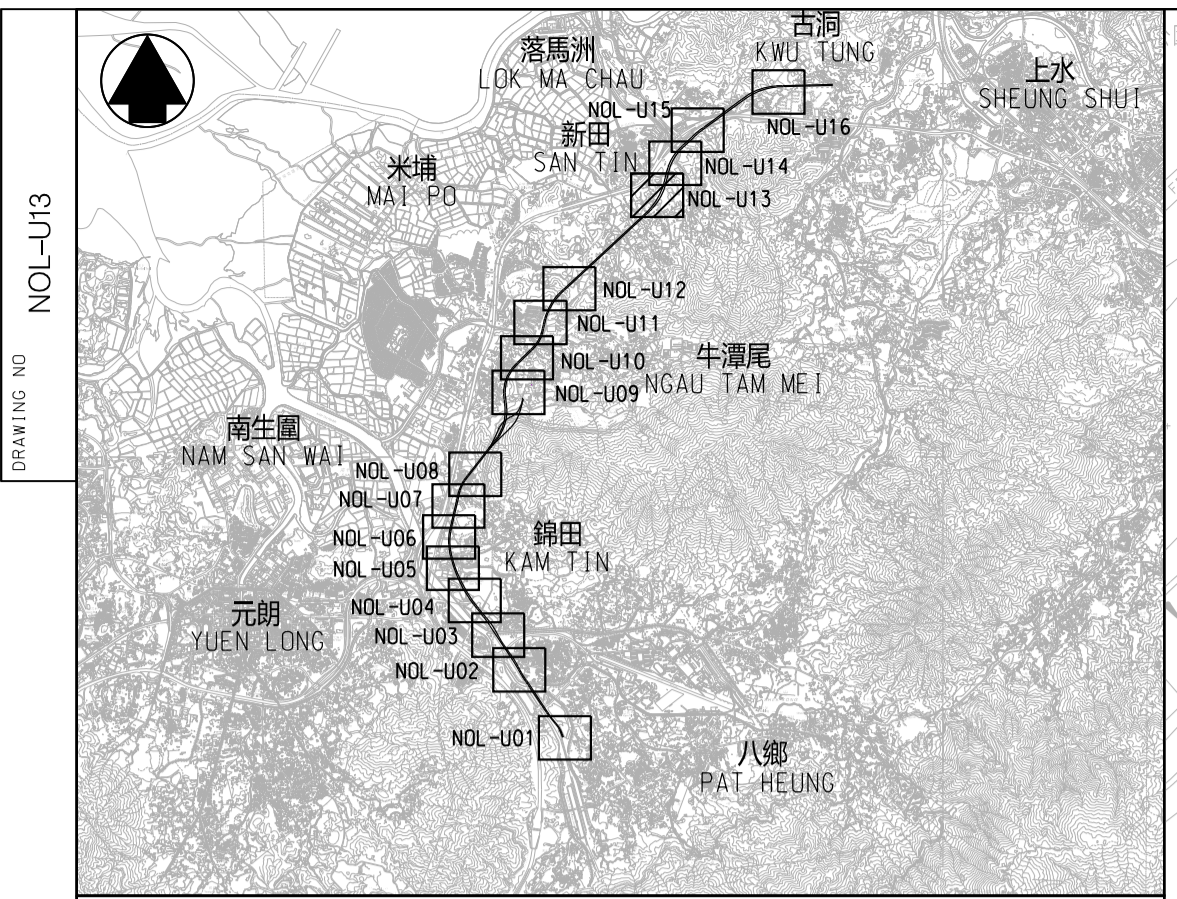 DRAWING NO
NOL-U13
古洞
KWU TUNG
落馬洲
LOK MA CHAU
上水
SHEUNG SHUI
NOL-U15
NOL-U16
新田
SAN TIN
NOL-U14
米埔
MAI PO
NOL-U13
NOL-U12
NOL-U11
牛潭尾
NGAU TAM MEI
NOL-U10
NOL-U09
南生圍
NAM SAN WAI
NOL-U08
NOL-U07
錦田
KAM TIN
NOL-U06
NOL-U05
元朗
YUEN LONG
NOL-U04
NOL-U03
NOL-U02
NOL-U01
八鄉
PAT HEUNG